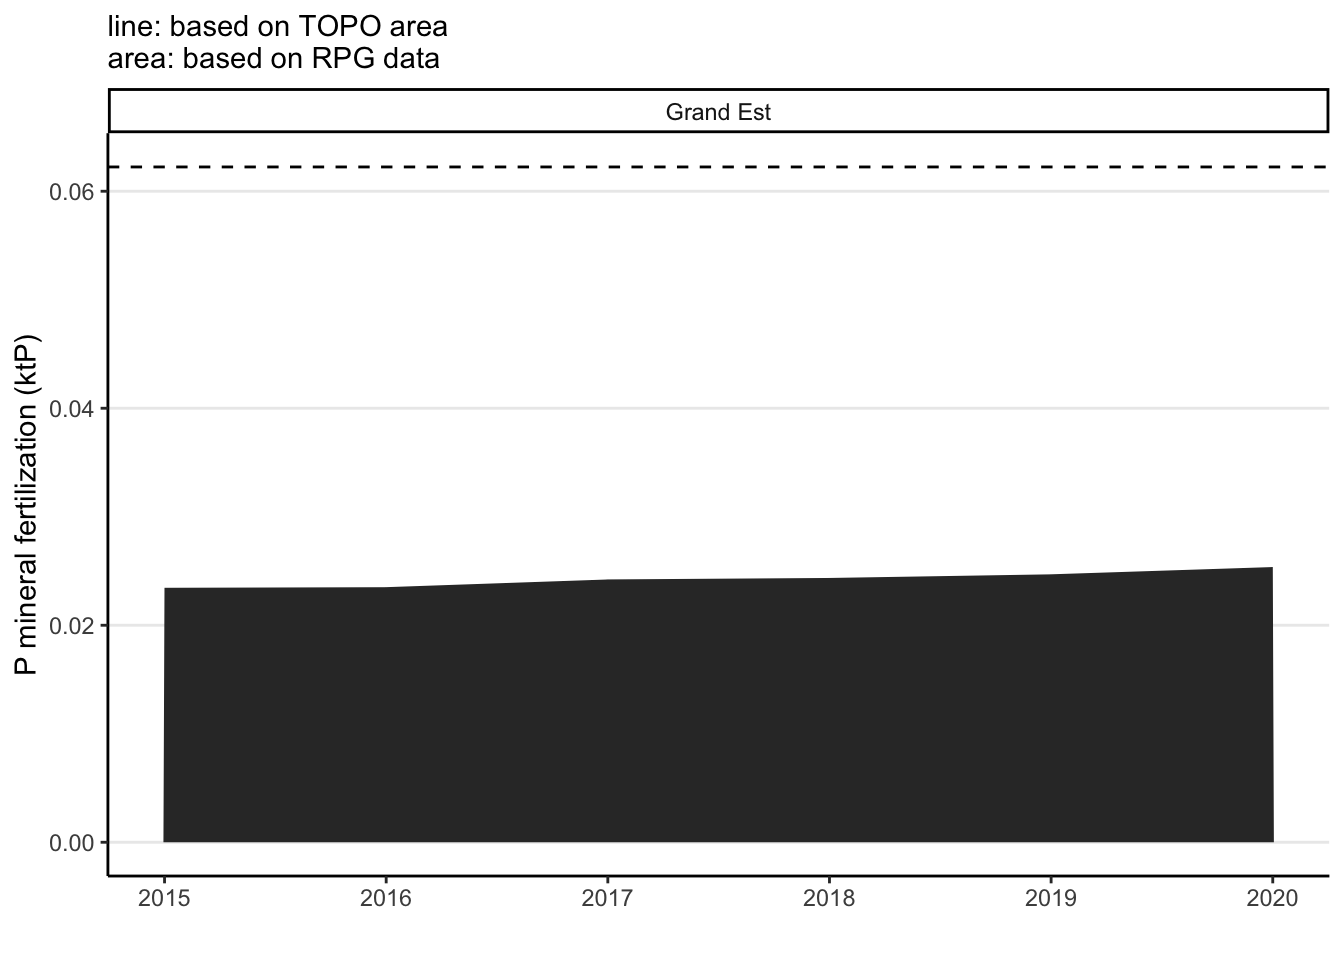 line: based on TOPO area
area: based on RPG data
Grand Est
P mineral fertilization (ktP)
0.06
0.04
0.02
0.00
2015 2016 2017 2018 2019 2020